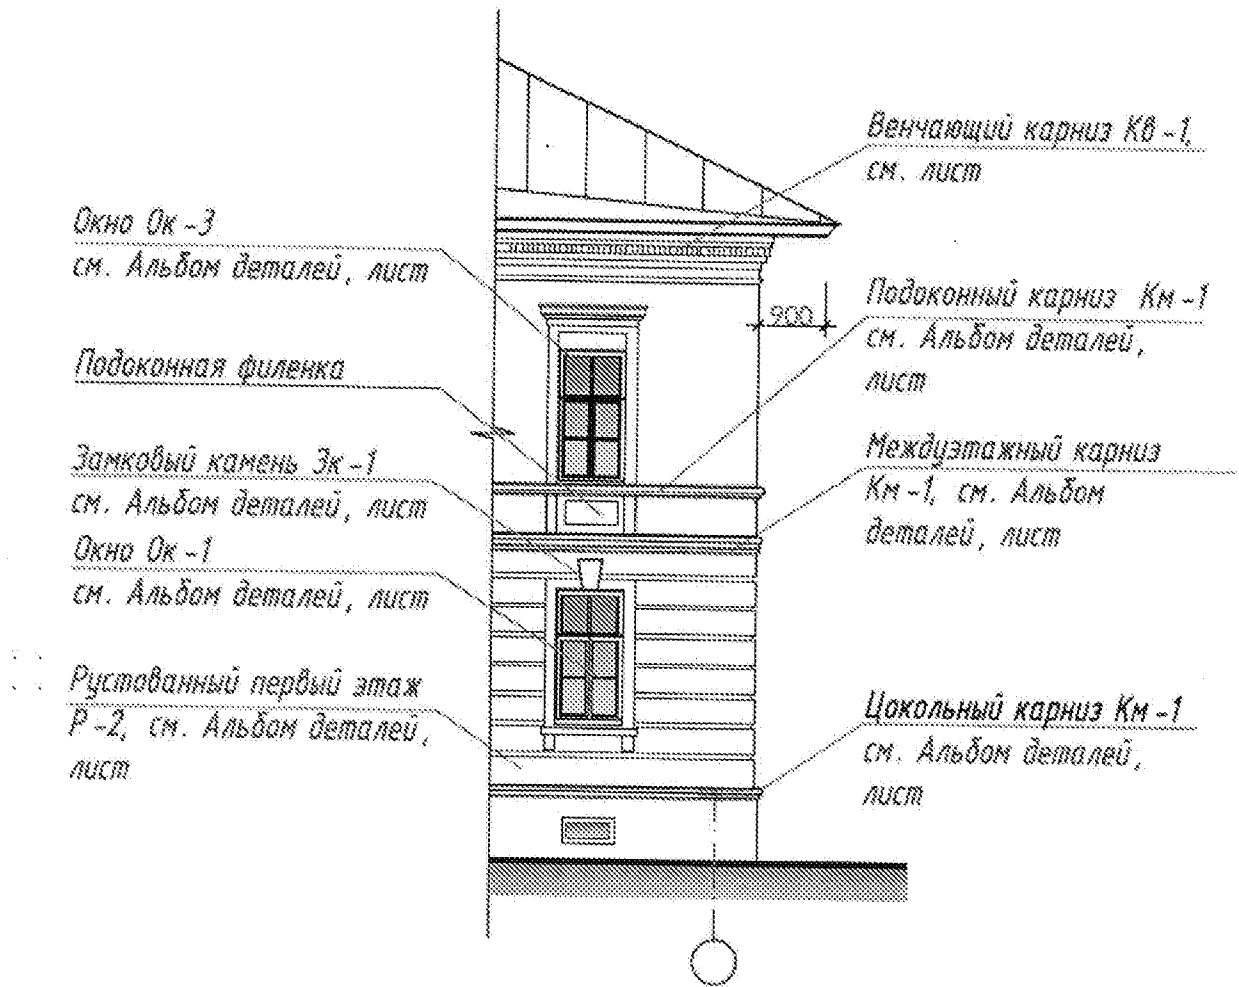 Окно Ок-3
см. Альбом деталей, лист
Подоконная филенка
Замковый камень Зк-1
см. Альбом деталей, лист
Окно Ок-1
см. Альбом деталей, лист
Рустованный первый этаж
Р-2, см. Альбом деталей,
лист
Венчающий карниз Кв-1,
см. лист
900
Подоконный карниз Км-1
см. Альбом деталей,
лист
Междуэтажный карниз
Км-1, см. Альбом
деталей, лист
Цокольный карниз Км-1
см. Альбом деталей,
лист